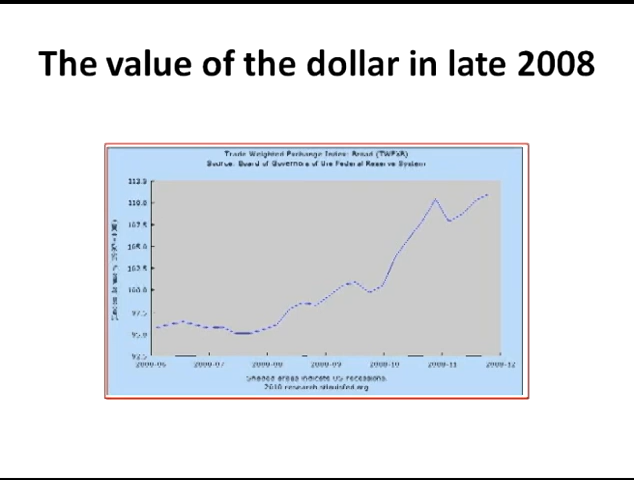 The value of the dollar in late 2008
Trade Weighted Exchange Index: Broad (TWEXB)
Source: Board of Governors of the Federal Reserve System
112.5
110.0
107.5
105.0
102.5
100.0
97.5
95.0
92.5
2008-06 2008-07 2008-08 2008-09 2008-10 2008-11 2008-12
Shaded areas indicate US recessions.
2010 research.stlouisfed.org